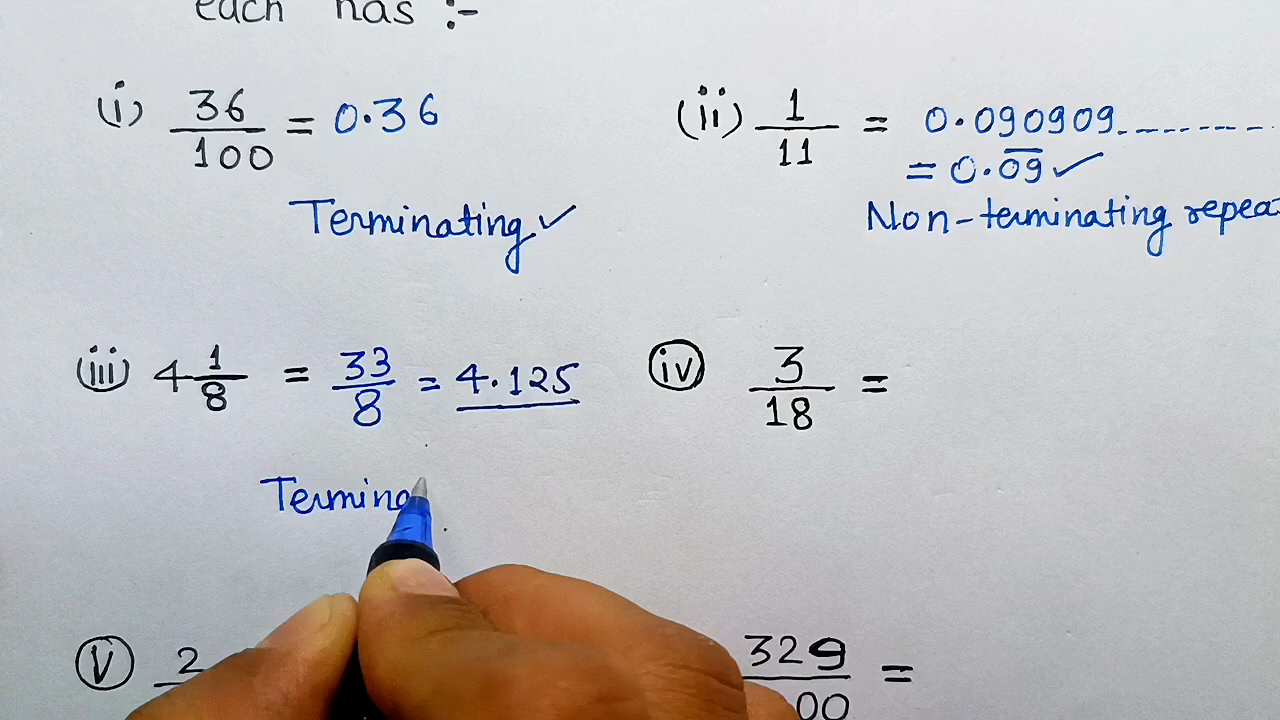 each has :-
(i) 36/100 = 0.36
Terminating ✓
(ii) 1/11 = 0.090909.---------
= 0.0̅9̅ ✓
Non-terminating repea
(iii) 4 1/8 = 33/8 = 4.125
Termina
(iv) 3/18 =
(v) 2
329
00 =